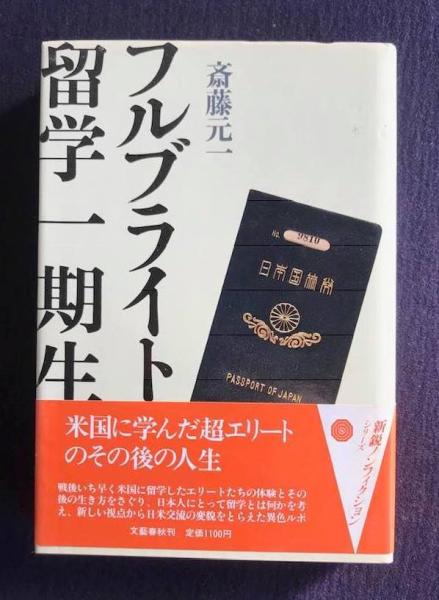 斎藤元一
フルブライト
留学一期生
No. 9810
日本国旅券
PASSPORT OF JAPAN
米国に学んだ超エリート
のその後の人生
戦後いち早く米国に留学したエリートたちの体験とその
後の生き方をさぐり、日本人にとって留学とは何かを考
え、新しい視点から日米交流の変貌をとらえた異色ルポ
文藝春秋刊 定価1100円
新鋭ノンフィクション
シリーズ